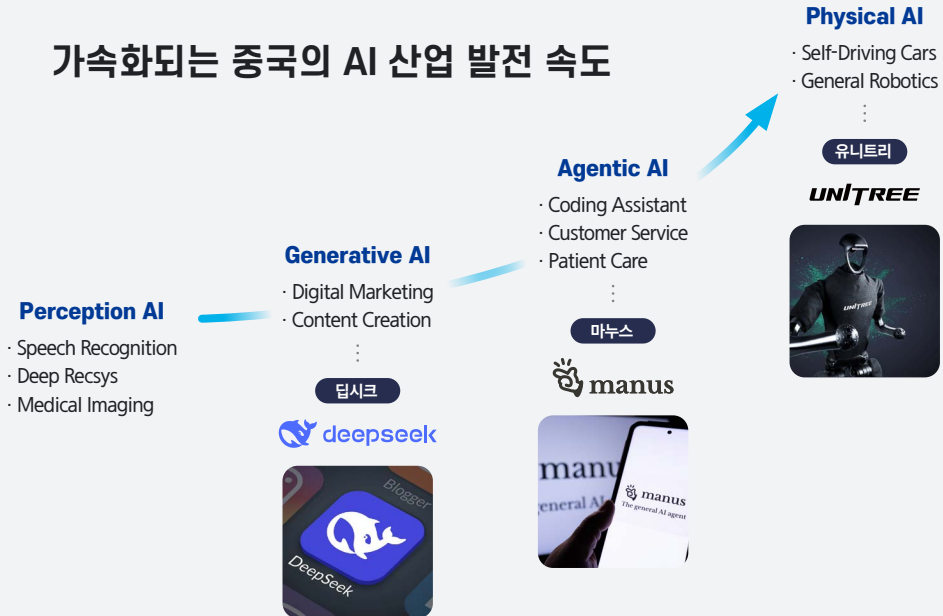 가속화되는 중국의 AI 산업 발전 속도
Perception AI
· Speech Recognition
· Deep Recsys
· Medical Imaging
Generative AI
· Digital Marketing
· Content Creation
딥시크
deepseek
Blogger
DeepSeek
Agentic AI
· Coding Assistant
· Customer Service
· Patient Care
마누스
manus
manu
eneral AI
manus
The general AI agent
Physical AI
· Self-Driving Cars
· General Robotics
유니트리
UNITREE
UNITREE